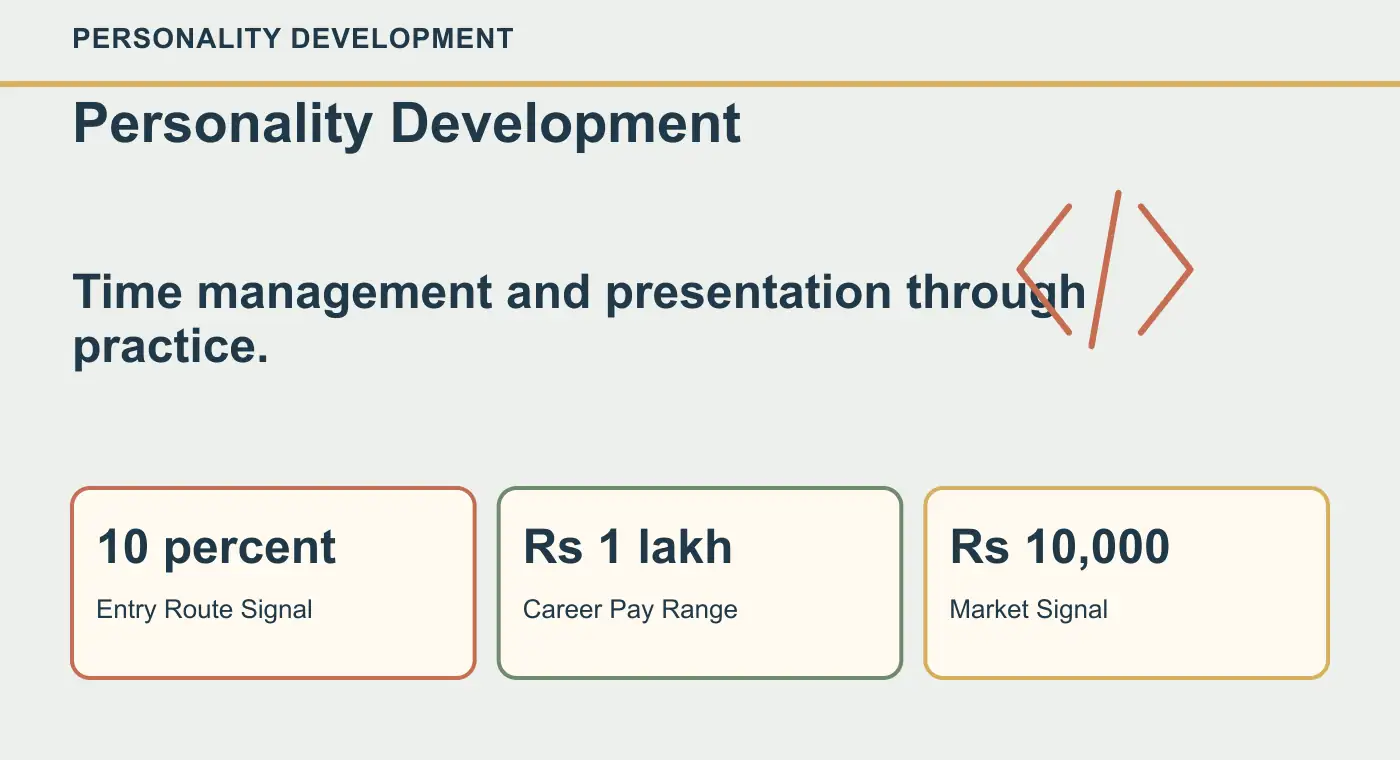 PERSONALITY DEVELOPMENT
Personality Development
Time management and presentation through
practice.
10 percent
Entry Route Signal
Rs 1 lakh
Career Pay Range
Rs 10,000
Market Signal